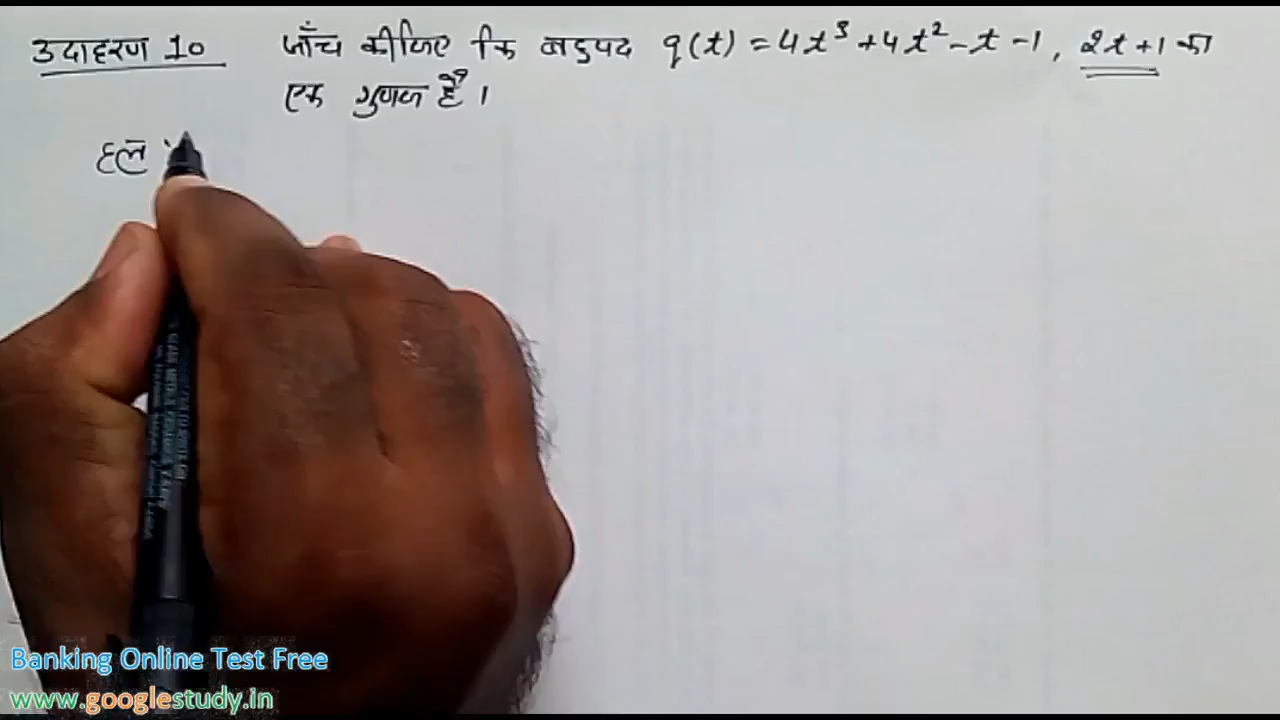 उदाहरण 10 जाँच कीजिए कि बहुपद q(t) = 4t³ + 4t² - t - 1, 2t + 1 का
एक गुणज है।
हल
Banking Online Test Free
www.googlestudy.in